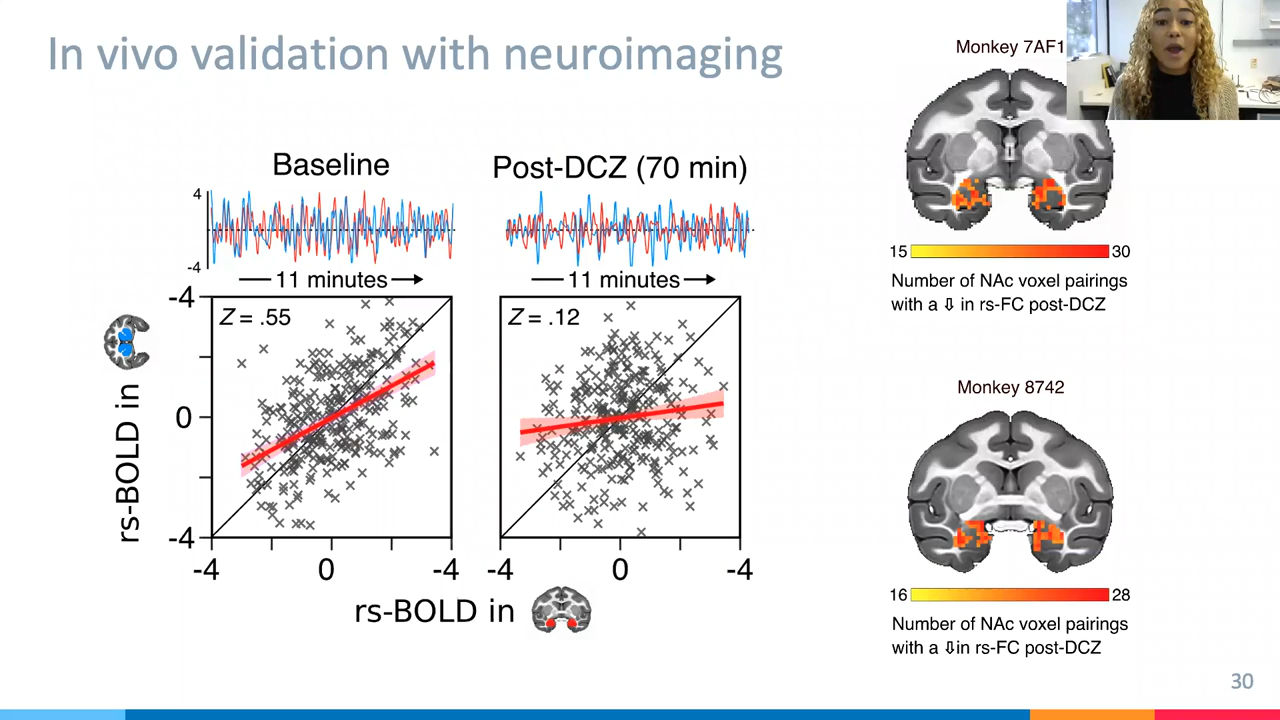 In vivo validation with neuroimaging
Baseline
Post-DCZ (70 min)
4
-4
11 minutes
11 minutes
Z = .55
Z = .12
-4
0
-4
rs-BOLD in
-4
0
-4
-4
0
-4
rs-BOLD in
Monkey 7AF1
15
30
Number of NAc voxel pairings
with a ⇩ in rs-FC post-DCZ
Monkey 8742
16
28
Number of NAc voxel pairings
with a ⇩in rs-FC post-DCZ
30